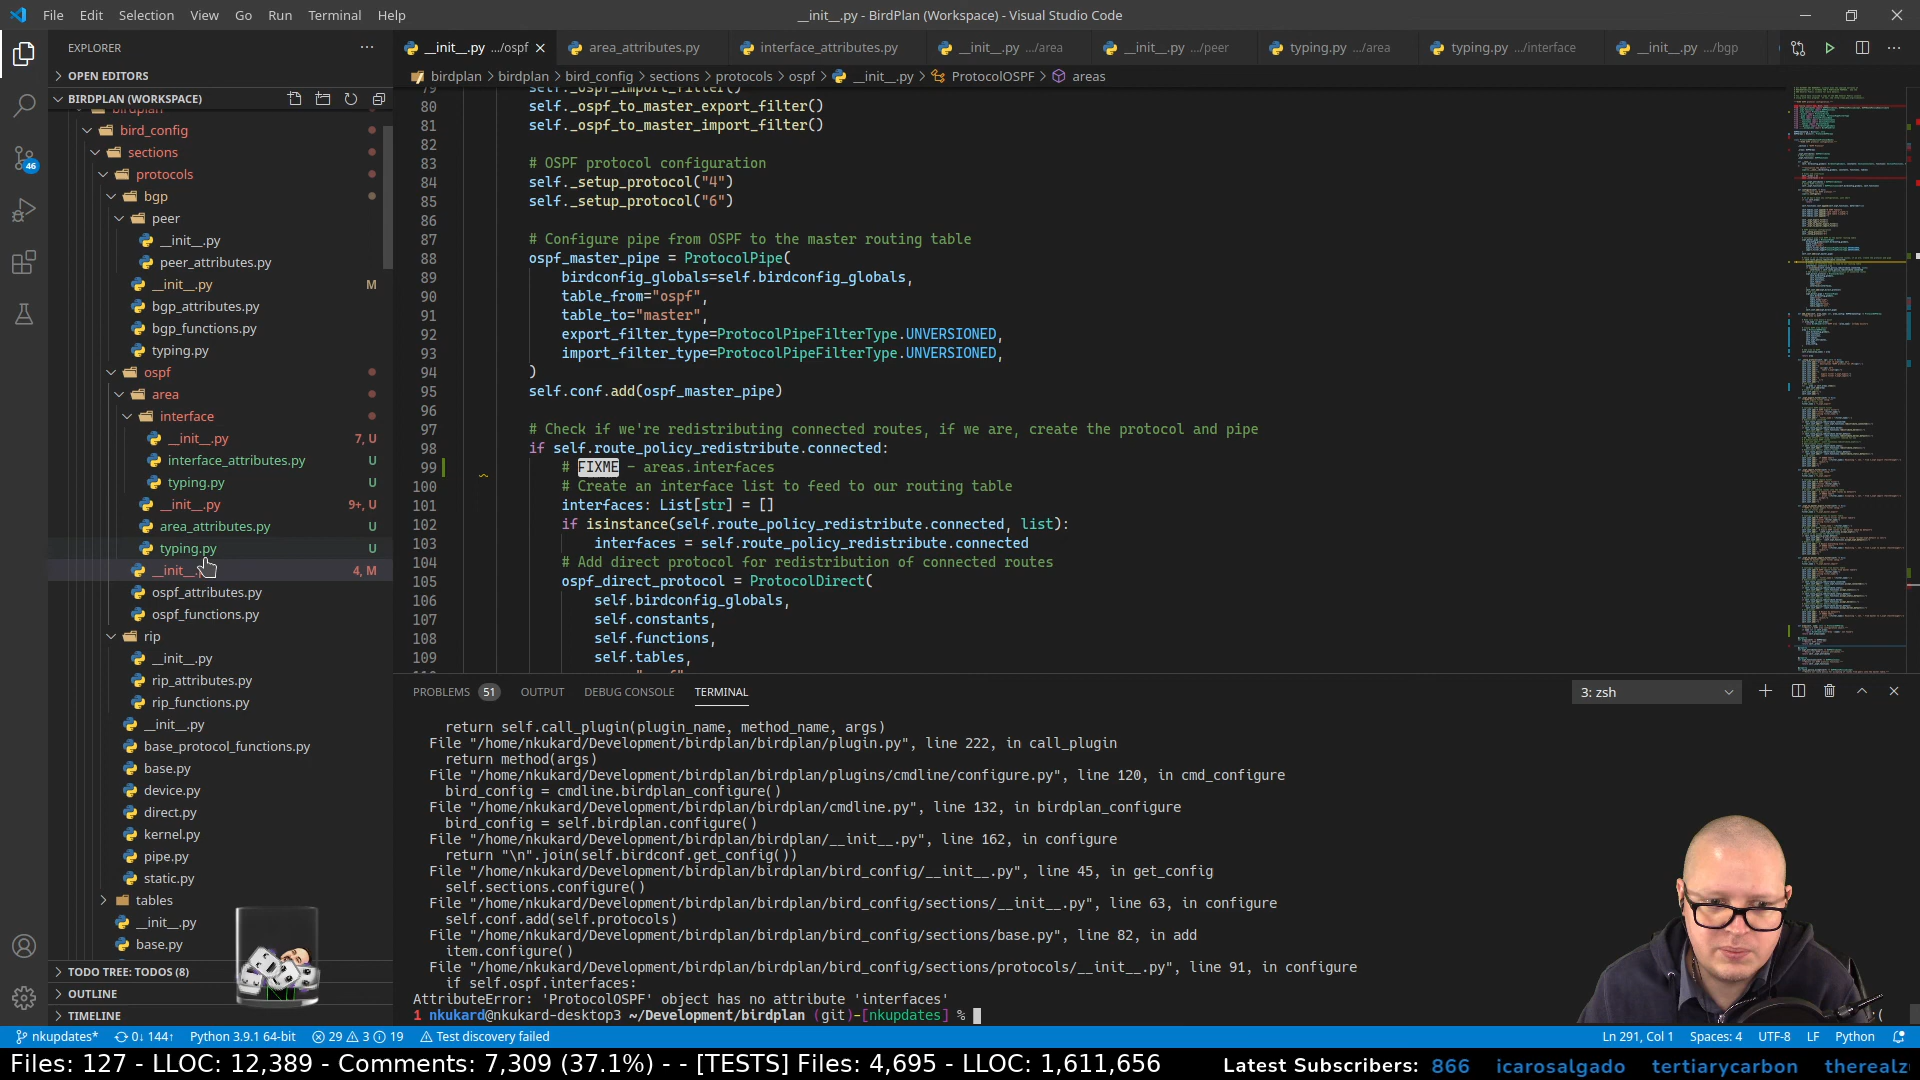 File Edit Selection View Go Run Terminal Help
__init__.py - BirdPlan (Workspace) - Visual Studio Code
EXPLORER
__init__.py .../ospf
area_attributes.py
interface_attributes.py
__init__.py .../area
__init__.py .../peer
typing.py .../area
typing.py .../interface
__init__.py .../bgp
OPEN EDITORS
birdplan > birdplan > bird_config > sections > protocols > ospf > __init__.py > ProtocolOSPF > areas
BIRDPLAN (WORKSPACE)
birdplan
bird_config
sections
protocols
bgp
peer
__init__.py
peer_attributes.py
__init__.py M
bgp_attributes.py
bgp_functions.py
typing.py
ospf
area
interface
__init__.py 7, U
interface_attributes.py U
typing.py U
__init__.py 9+, U
area_attributes.py U
typing.py U
__init__.py 4, M
ospf_attributes.py
ospf_functions.py
rip
__init__.py
rip_attributes.py
rip_functions.py
__init__.py
base_protocol_functions.py
base.py
device.py
direct.py
kernel.py
pipe.py
static.py
tables
__init__.py
base.py
TODO TREE: TODOS (8)
OUTLINE
TIMELINE
46
79 self._ospf_import_filter()
80 self._ospf_to_master_export_filter()
81 self._ospf_to_master_import_filter()
82
83 # OSPF protocol configuration
84 self._setup_protocol("4")
85 self._setup_protocol("6")
86
87 # Configure pipe from OSPF to the master routing table
88 ospf_master_pipe = ProtocolPipe(
89 birdconfig_globals=self.birdconfig_globals,
90 table_from="ospf",
91 table_to="master",
92 export_filter_type=ProtocolPipeFilterType.UNVERSIONED,
93 import_filter_type=ProtocolPipeFilterType.UNVERSIONED,
94 )
95 self.conf.add(ospf_master_pipe)
96
97 # Check if we're redistributing connected routes, if we are, create the protocol and pipe
98 if self.route_policy_redistribute.connected:
99 # FIXME - areas.interfaces
100 # Create an interface list to feed to our routing table
101 interfaces: List[str] = []
102 if isinstance(self.route_policy_redistribute.connected, list):
103 interfaces = self.route_policy_redistribute.connected
104 # Add direct protocol for redistribution of connected routes
105 ospf_direct_protocol = ProtocolDirect(
106 self.birdconfig_globals,
107 self.constants,
108 self.functions,
109 self.tables,
PROBLEMS 51 OUTPUT DEBUG CONSOLE TERMINAL
3: zsh
return self.call_plugin(plugin_name, method_name, args)
File "/home/nkukard/Development/birdplan/birdplan/plugin.py", line 222, in call_plugin
return method(args)
File "/home/nkukard/Development/birdplan/birdplan/plugins/cmdline/configure.py", line 120, in cmd_configure
bird_config = cmdline.birdplan_configure()
File "/home/nkukard/Development/birdplan/birdplan/cmdline.py", line 132, in birdplan_configure
bird_config = self.birdplan.configure()
File "/home/nkukard/Development/birdplan/birdplan/__init__.py", line 162, in configure
return "\n".join(self.birdconf.get_config())
File "/home/nkukard/Development/birdplan/birdplan/bird_config/__init__.py", line 45, in get_config
self.sections.configure()
File "/home/nkukard/Development/birdplan/birdplan/bird_config/sections/__init__.py", line 63, in configure
self.conf.add(self.protocols)
File "/home/nkukard/Development/birdplan/birdplan/bird_config/sections/base.py", line 82, in add
item.configure()
File "/home/nkukard/Development/birdplan/birdplan/bird_config/sections/protocols/__init__.py", line 91, in configure
if self.ospf.interfaces:
AttributeError: 'ProtocolOSPF' object has no attribute 'interfaces'
1 nkukard@nkukard-desktop3 ~/Development/birdplan (git)-[nkupdates] %
:(
nkupdates* 0↓ 144↑ Python 3.9.1 64-bit 29 3 19 Test discovery failed
Ln 291, Col 1 Spaces: 4 UTF-8 LF Python
Files: 127 - LLOC: 12,389 - Comments: 7,309 (37.1%) - - [TESTS] Files: 4,695 - LLOC: 1,611,656
Latest Subscribers: 866 icarosalgado tertiarycarbon therealz